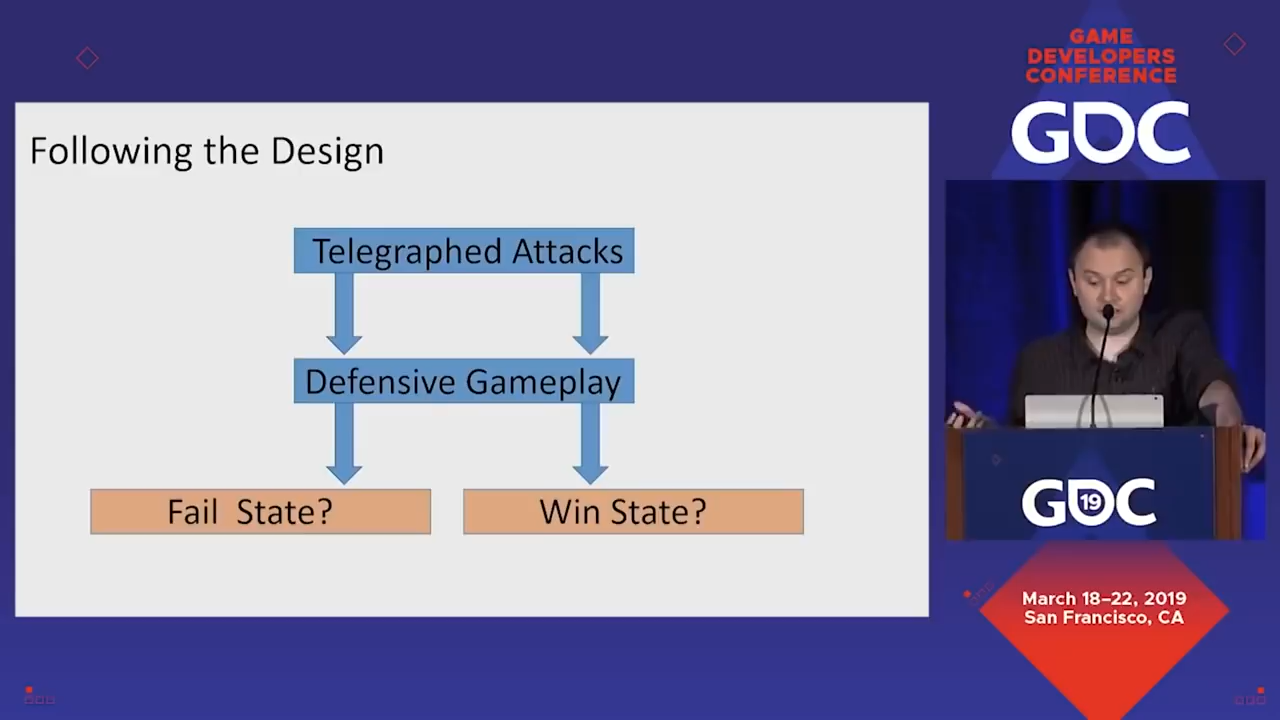 GAME
DEVELOPERS
CONFERENCE
GDC
Following the Design
Telegraphed Attacks
Defensive Gameplay
Fail  State?
Win State?
GDC
19
March 18–22, 2019
San Francisco, CA